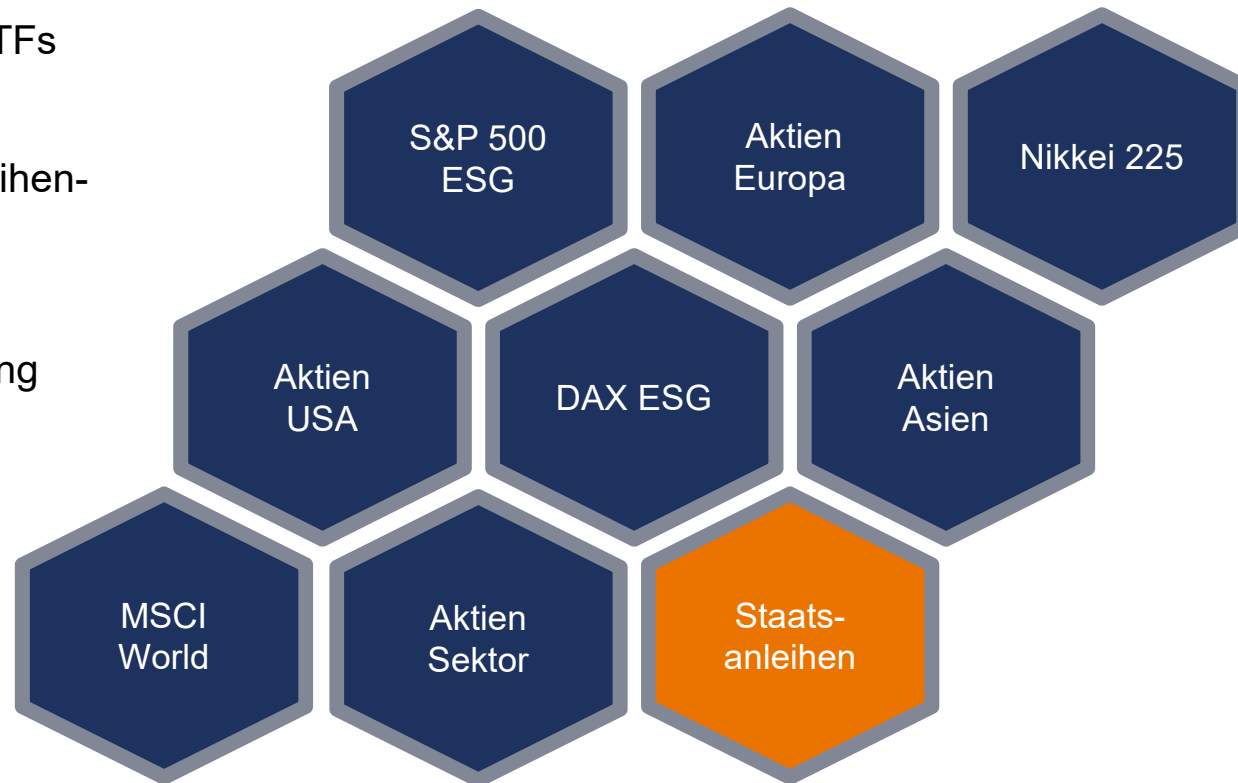 TFs
ihen-
ng
S&P 500
ESG
Aktien
Europa
Nikkei 225
Aktien
USA
DAX ESG
Aktien
Asien
MSCI
World
Aktien
Sektor
Staats-
anleihen